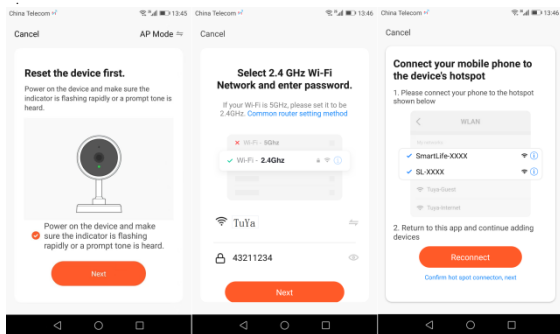 China Telecom
13:45
Cancel
AP Mode
Reset the device first.
Power on the device and make sure the
indicator is flashing rapidly or a prompt tone is
heard.
Power on the device and make
sure the indicator is flashing
rapidly or a prompt tone is heard.
Next
China Telecom
13:46
Cancel
Select 2.4 GHz Wi-Fi
Network and enter password.
If your Wi-Fi is 5GHz, please set it to be
2.4GHz. Common router setting method
Wi-Fi - 5Ghz
Wi-Fi - 2.4Ghz
TuYa
43211234
Next
China Telecom
13:46
Cancel
Connect your mobile phone to
the device's hotspot
1. Please connect your phone to the hotspot
shown below
WLAN
SmartLife-XXXX
SL-XXXX
Tuya-Guest
Tuya-Internet
2. Return to this app and continue adding
devices
Reconnect
Confirm hot spot connecton, next